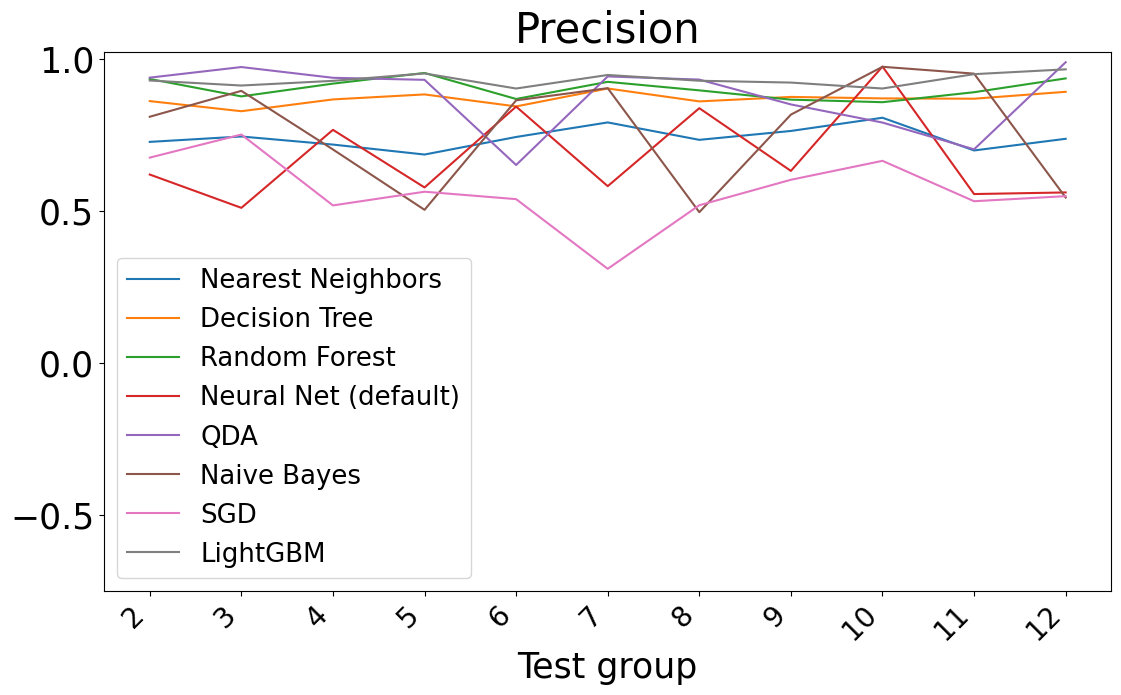 Precision
1.0
0.5
0.0
−0.5
Nearest Neighbors
Decision Tree
Random Forest
Neural Net (default)
QDA
Naive Bayes
SGD
LightGBM
2 3 4 5 6 7 8 9 10 11 12
Test group